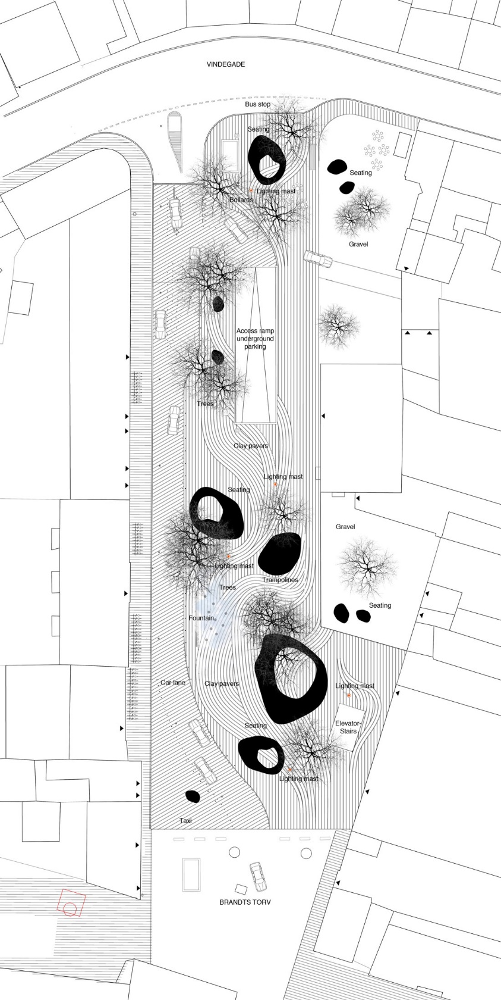 VINDEGADE
Bus stop
Seating
Seating
Lighting mast
Bollards
Gravel
Access ramp
underground
parking
Trees
Clay pavers
Lighting mast
Seating
Gravel
Lighting mast
Trampolines
Trees
Seating
Fountain
Car lane
Clay pavers
Lighting mast
Elevator-
Stairs
Seating
Lighting mast
Taxi
BRANDTS TORV